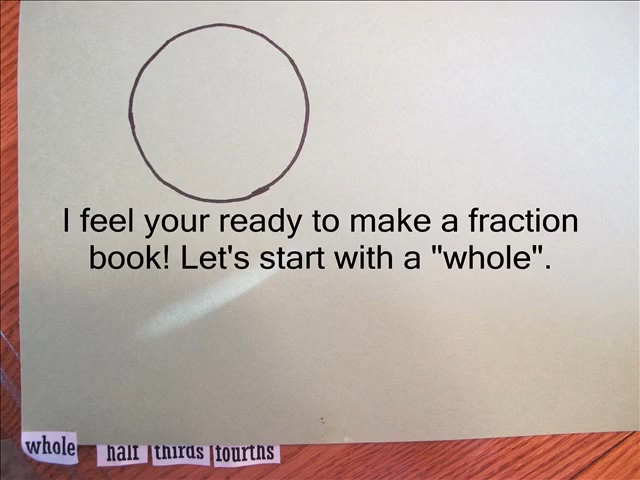 I feel your ready to make a fraction
book! Let's start with a "whole".
whole half thirds fourths